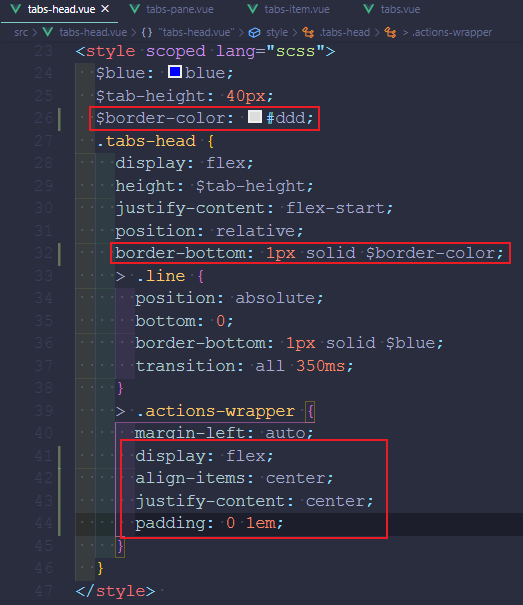 tabs-head.vue × tabs-pane.vue tabs-item.vue tabs.vue
src > tabs-head.vue > {} "tabs-head.vue" > style > .tabs-head > > .actions-wrapper
23 <style scoped lang="scss">
24 $blue: blue;
25 $tab-height: 40px;
26 $border-color: #ddd;
27 .tabs-head {
28 display: flex;
29 height: $tab-height;
30 justify-content: flex-start;
31 position: relative;
32 border-bottom: 1px solid $border-color;
33 > .line {
34 position: absolute;
35 bottom: 0;
36 border-bottom: 1px solid $blue;
37 transition: all 350ms;
38 }
39 > .actions-wrapper {
40 margin-left: auto;
41 display: flex;
42 align-items: center;
43 justify-content: center;
44 padding: 0 1em;
45 }
46 }
47 </style>